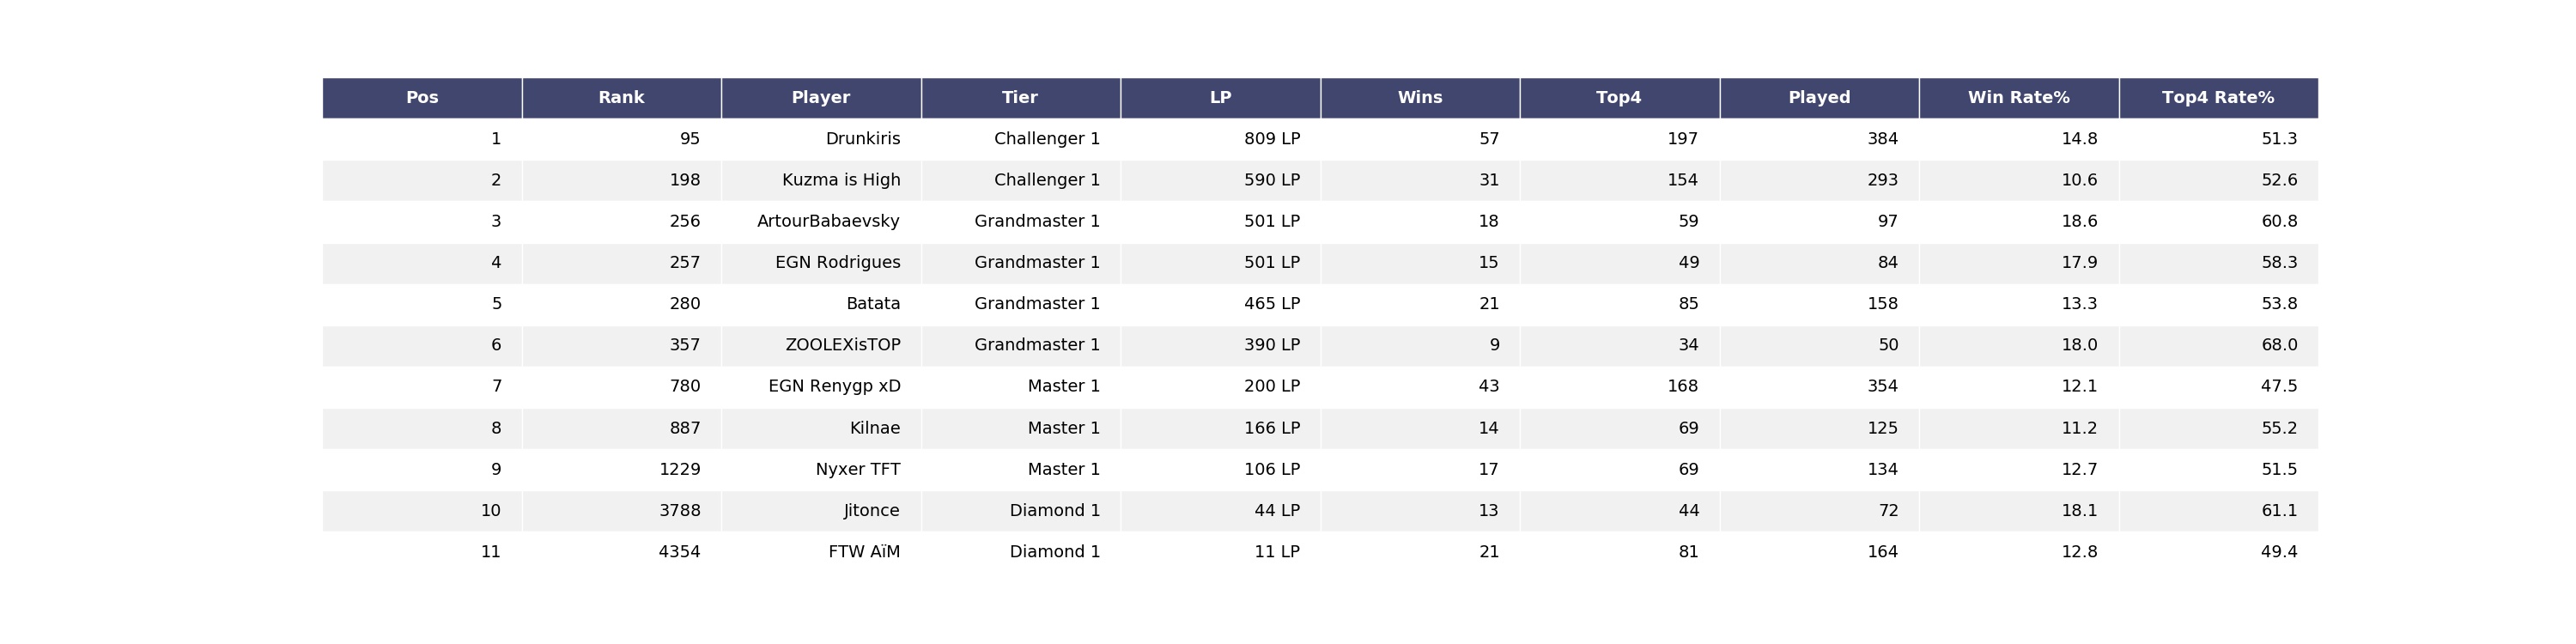 Pos Rank Player Tier LP Wins Top4 Played Win Rate% Top4 Rate%
1 95 Drunkiris Challenger 1 809 LP 57 197 384 14.8 51.3
2 198 Kuzma is High Challenger 1 590 LP 31 154 293 10.6 52.6
3 256 ArtourBabaevsky Grandmaster 1 501 LP 18 59 97 18.6 60.8
4 257 EGN Rodrigues Grandmaster 1 501 LP 15 49 84 17.9 58.3
5 280 Batata Grandmaster 1 465 LP 21 85 158 13.3 53.8
6 357 ZOOLEXisTOP Grandmaster 1 390 LP 9 34 50 18.0 68.0
7 780 EGN Renygp xD Master 1 200 LP 43 168 354 12.1 47.5
8 887 Kilnae Master 1 166 LP 14 69 125 11.2 55.2
9 1229 Nyxer TFT Master 1 106 LP 17 69 134 12.7 51.5
10 3788 Jitonce Diamond 1 44 LP 13 44 72 18.1 61.1
11 4354 FTW AïM Diamond 1 11 LP 21 81 164 12.8 49.4